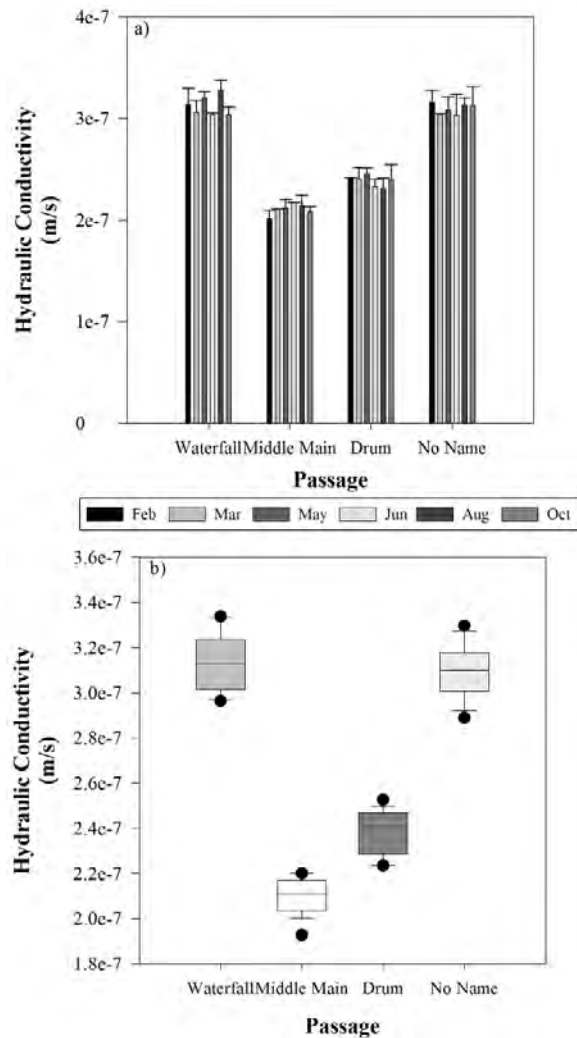 a)
4e-7
3e-7
2e-7
1e-7
0
Hydraulic Conductivity
(m/s)
Waterfall Middle Main Drum No Name
Passage
Feb Mar May Jun Aug Oct
b)
3.6e-7
3.4e-7
3.2e-7
3.0e-7
2.8e-7
2.6e-7
2.4e-7
2.2e-7
2.0e-7
1.8e-7
Hydraulic Conductivity
(m/s)
Waterfall Middle Main Drum No Name
Passage